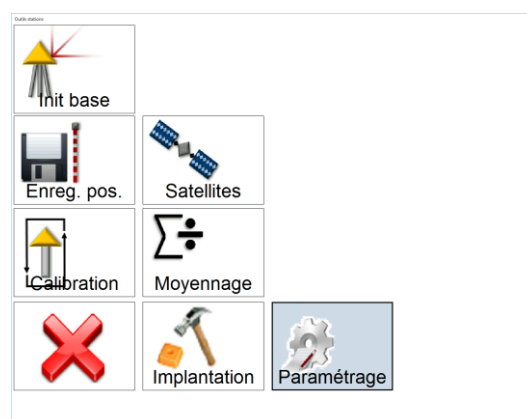 Outils stations
Init base
Enreg. pos.
Satellites
Calibration
Moyennage
Implantation
Paramétrage